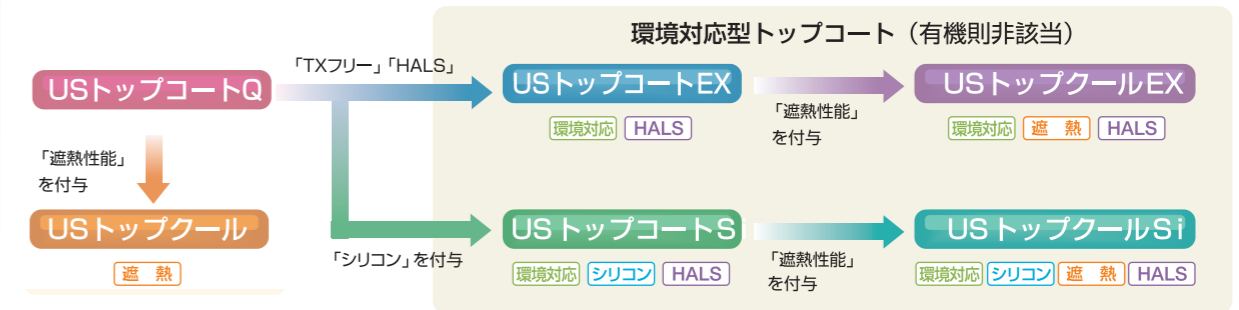 環境対応型トップコート（有機則非該当）
「TXフリー」「HALS」
USトップコートQ
USトップコートEX
USトップクールEX
環境対応 HALS
「遮熱性能」
を付与
環境対応 遮 熱 HALS
「遮熱性能」
を付与
USトップクール
遮 熱
「シリコン」を付与
USトップコートS
環境対応 シリコン HALS
「遮熱性能」
を付与
USトップクールSi
環境対応 シリコン 遮 熱 HALS